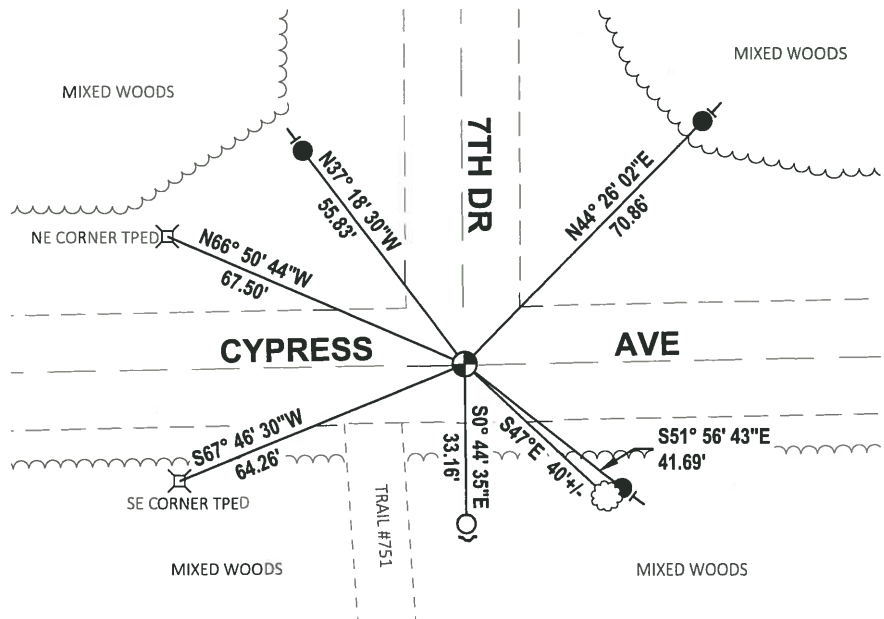 MIXED WOODS
MIXED WOODS
7TH DR
N37° 18' 30"W
55.83'
N44° 26' 02"E
70.86'
NE CORNER TPED
N66° 50' 44"W
67.50'
CYPRESS
AVE
S67° 46' 30"W
64.26'
S0° 44' 35"E
33.16'
S47°E 40'+/-
S51° 56' 43"E
41.69'
SE CORNER TPED
TRAIL #751
MIXED WOODS
MIXED WOODS